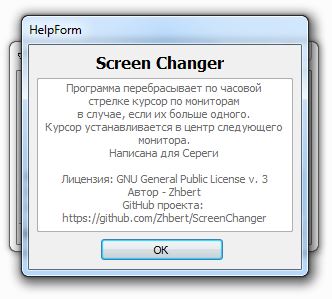 HelpForm
Screen Changer
Программа перебрасывает по часовой
стрелке курсор по мониторам
в случае, если их больше одного.
Курсор устанавливается в центр следующего
монитора.
Написана для Сереги
Лицензия: GNU General Public License v. 3
Автор - Zhbert
GitHub проекта:
https://github.com/Zhbert/ScreenChanger
OK